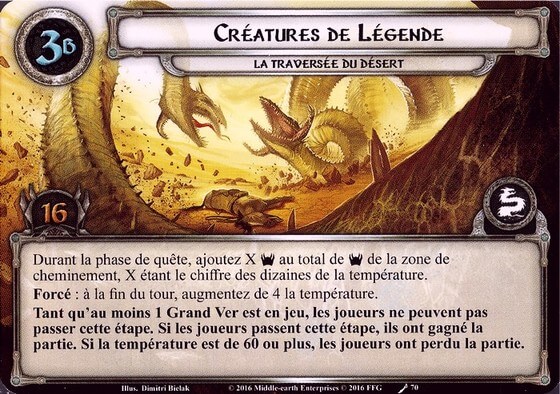 3B
CRÉATURES DE LÉGENDE
LA TRAVERSÉE DU DÉSERT
16
Durant la phase de quête, ajoutez X au total de de la zone de
cheminement, X étant le chiffre des dizaines de la température.
Forcé : à la fin du tour, augmentez de 4 la température.
Tant qu'au moins 1 Grand Ver est en jeu, les joueurs ne peuvent pas
passer cette étape. Si les joueurs passent cette étape, ils ont gagné la
partie. Si la température est de 60 ou plus, les joueurs ont perdu la partie.
Illus. Dimitri Bielak © 2016 Middle-earth Enterprises © 2016 FFG 70